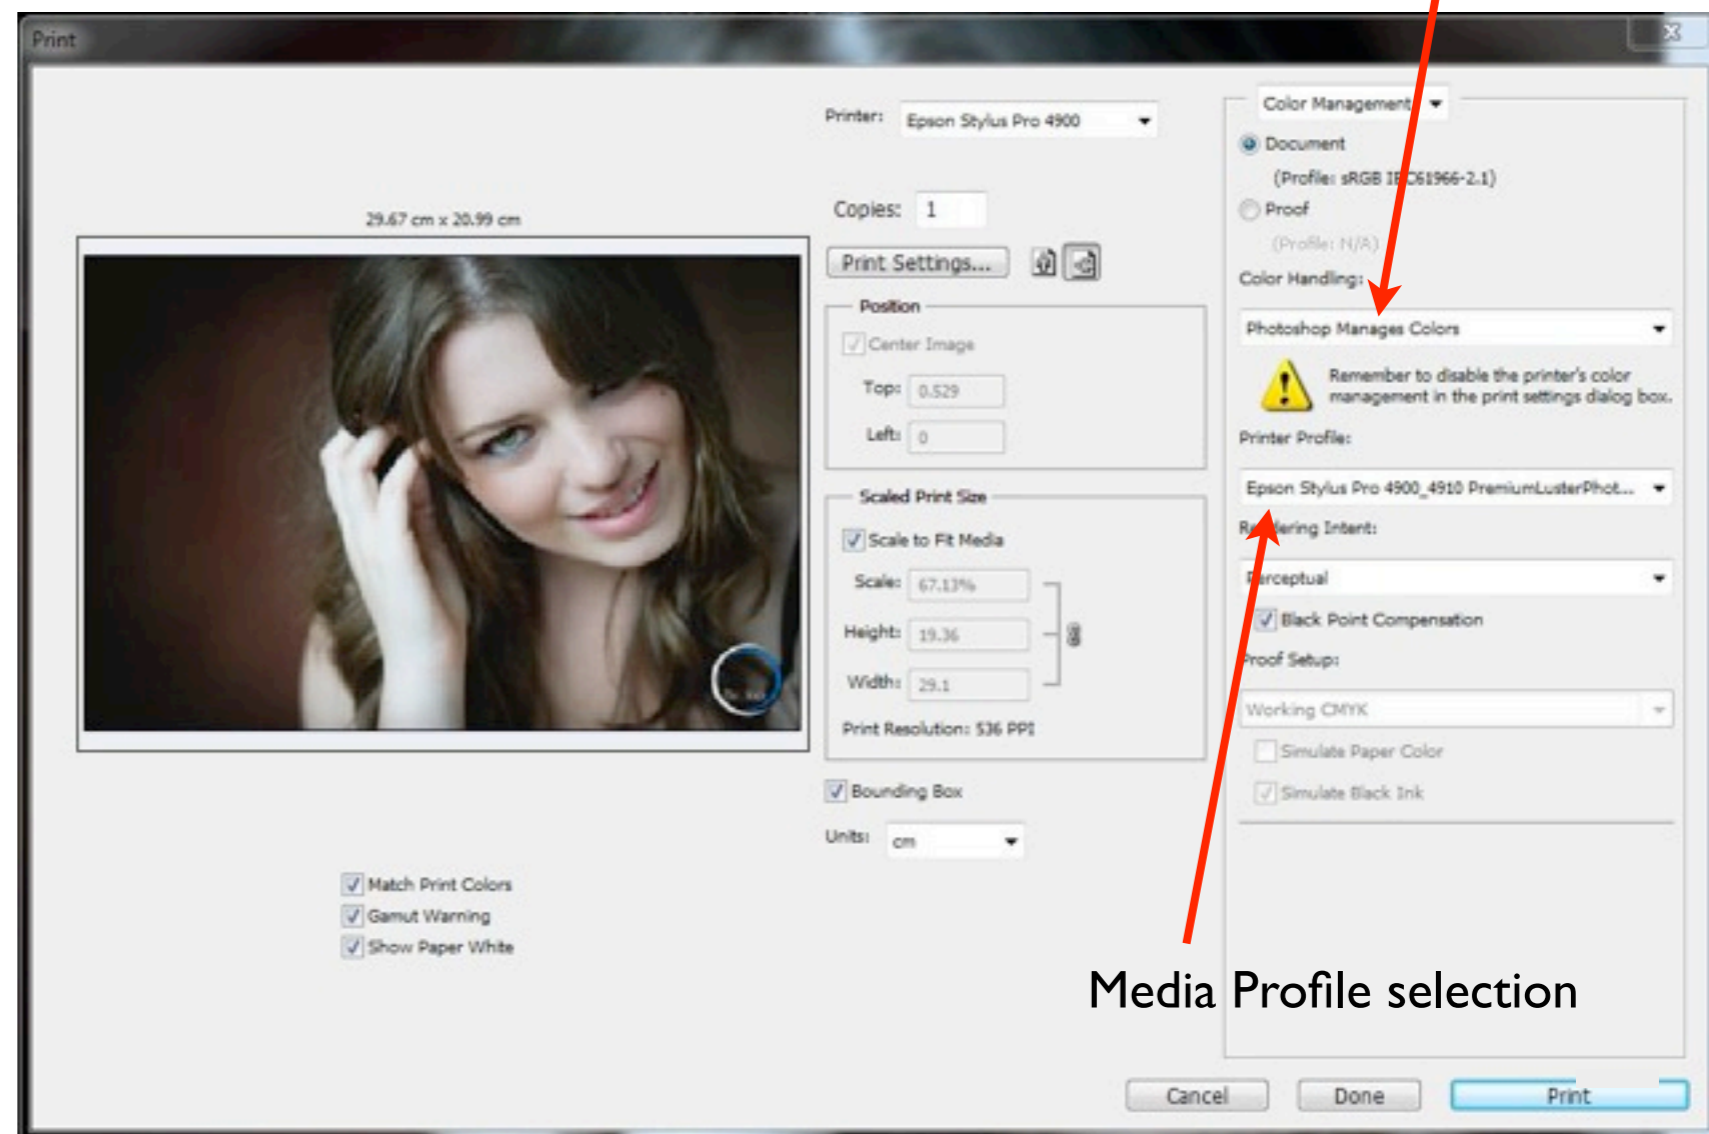 Print
29.67 cm x 20.99 cm
Match Print Colors
Gamut Warning
Show Paper White
Printer: Epson Stylus Pro 4900
Copies: 1
Print Settings...
Position
Center Image
Top: 0.529
Left: 0
Scaled Print Size
Scale to Fit Media
Scale: 67.13%
Height: 19.36
Width: 29.1
Print Resolution: 536 PPI
Bounding Box
Units: cm
Color Management
Document
(Profile: sRGB IEC61966-2.1)
Proof
(Profile: N/A)
Color Handling:
Photoshop Manages Colors
Remember to disable the printer's color
management in the print settings dialog box.
Printer Profile:
Epson Stylus Pro 4900_4910 PremiumLusterPhot...
Rendering Intent:
Perceptual
Black Point Compensation
Proof Setup:
Working CMYK
Simulate Paper Color
Simulate Black Ink
Media Profile selection
Cancel
Done
Print